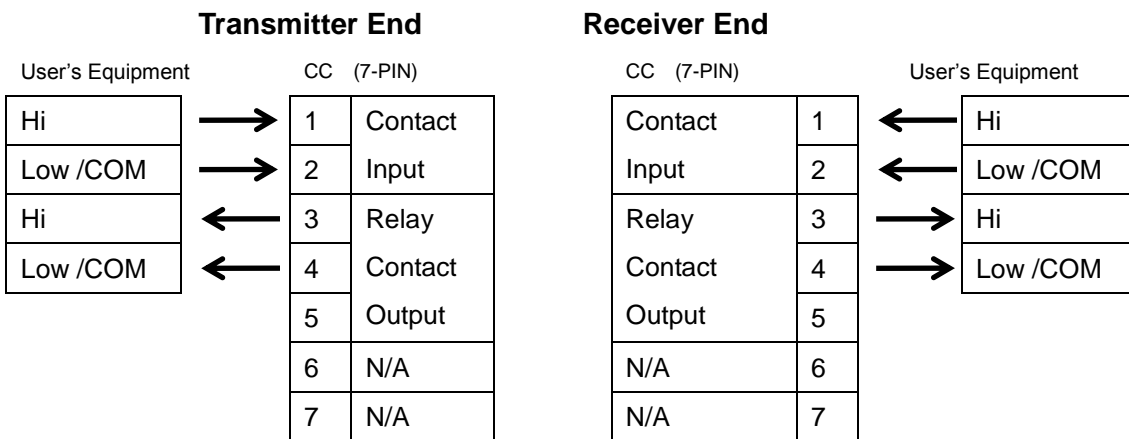 Transmitter End Receiver End
User's Equipment CC (7-PIN) CC (7-PIN) User's Equipment
Hi 1 Contact Contact 1 Hi
Low /COM 2 Input Input 2 Low /COM
Hi 3 Relay Relay 3 Hi
Low /COM 4 Contact Contact 4 Low /COM
5 Output Output 5
6 N/A N/A 6
7 N/A N/A 7